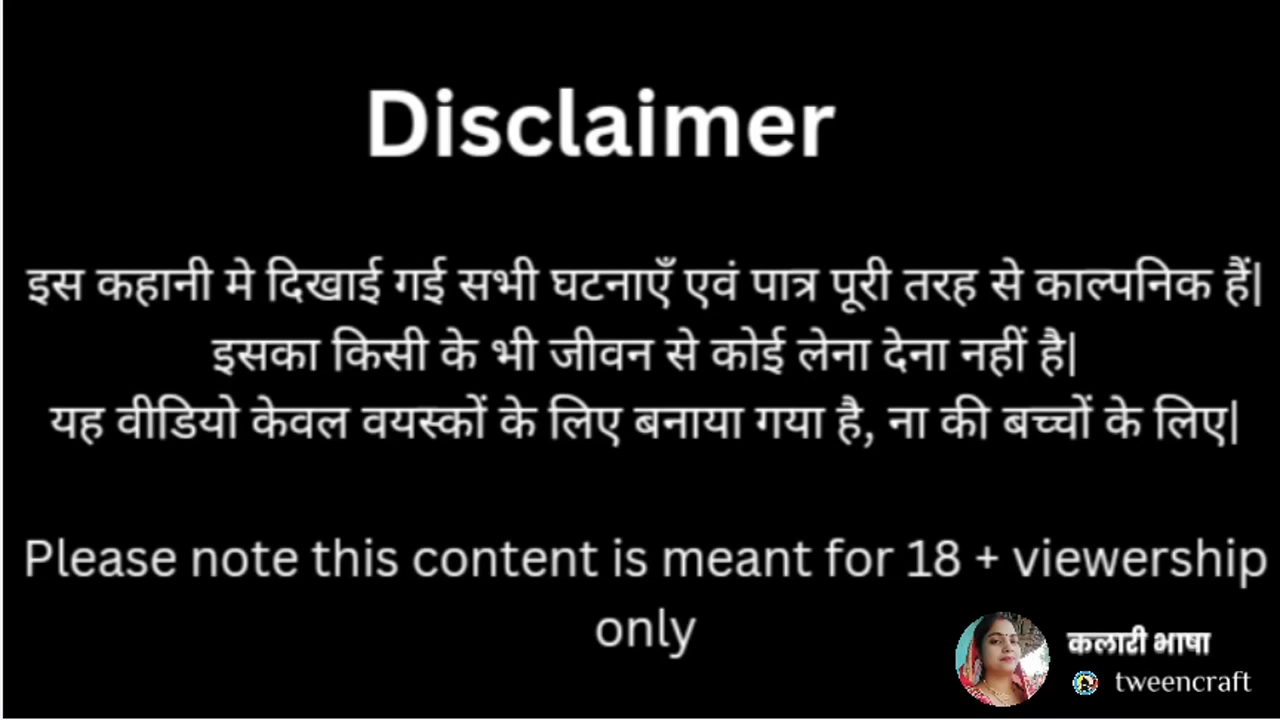 Disclaimer
इस कहानी मे दिखाई गई सभी घटनाएँ एवं पात्र पूरी तरह से काल्पनिक हैं|
इसका किसी के भी जीवन से कोई लेना देना नहीं है|
यह वीडियो केवल वयस्कों के लिए बनाया गया है, ना की बच्चों के लिए|
Please note this content is meant for 18 + viewership
only
कलारी भाषा
tweencraft